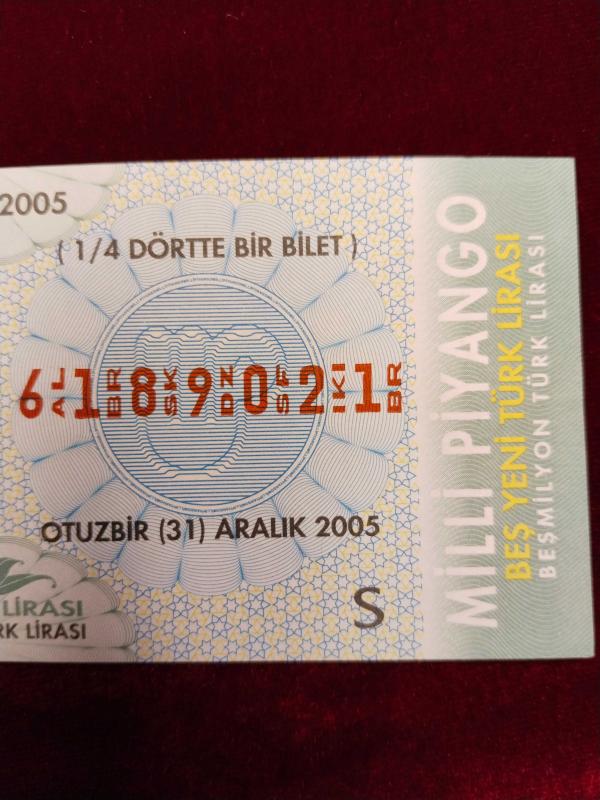 2005
( 1/4 DÖRTTE BİR BİLET )
6 AL 1 BR 8 SK 9 DZ 0 SF 2 İKİ 1 BR
OTUZBİR (31) ARALIK 2005
LİRASI
RK LİRASI
S
MİLLİ PİYANGO
BEŞ YENİ TÜRK LİRASI
BEŞMİLYON TÜRK LİRASI